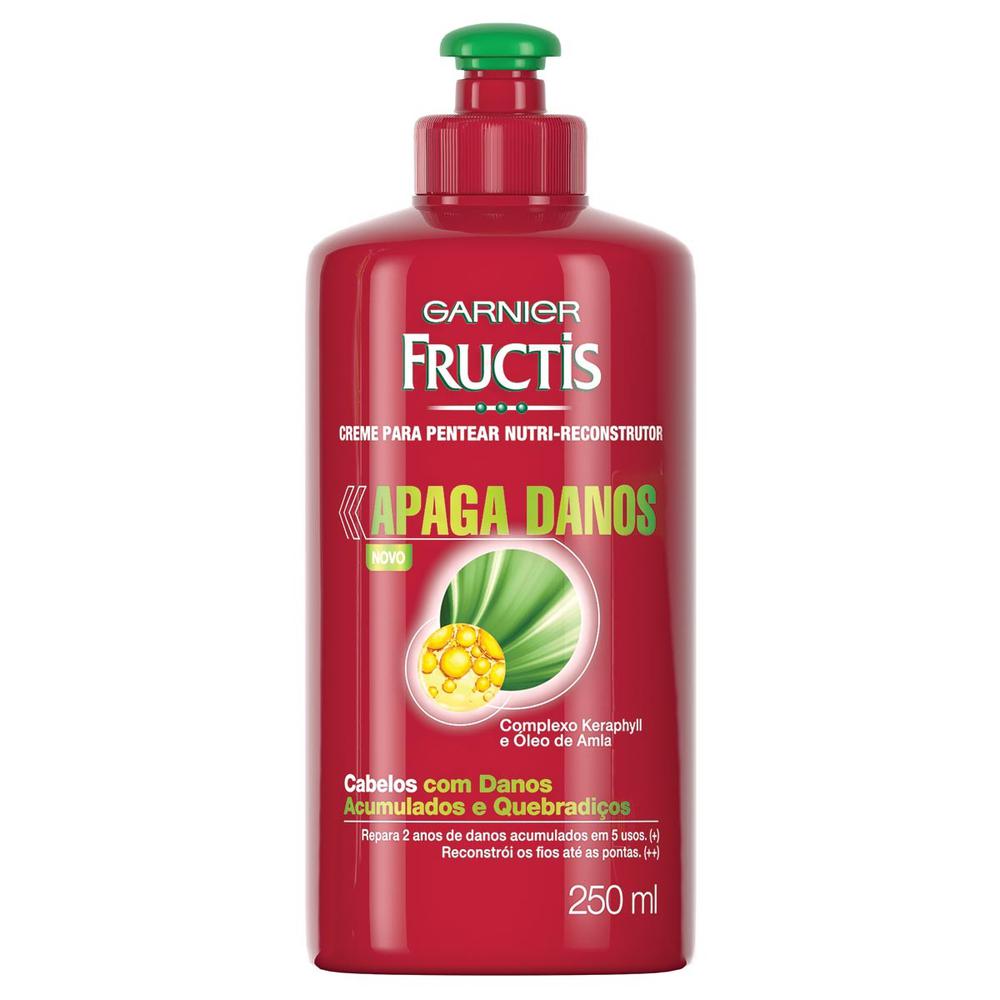 GARNIER
FRUCTIS
CREME PARA PENTEAR NUTRI-RECONSTRUTOR
APAGA DANOS
NOVO
Complexo Keraphyll
e Óleo de Amla
Cabelos com Danos
Acumulados e Quebradiços
Repara 2 anos de danos acumulados em 5 usos. (+)
Reconstrói os fios até as pontas. (++)
250 ml